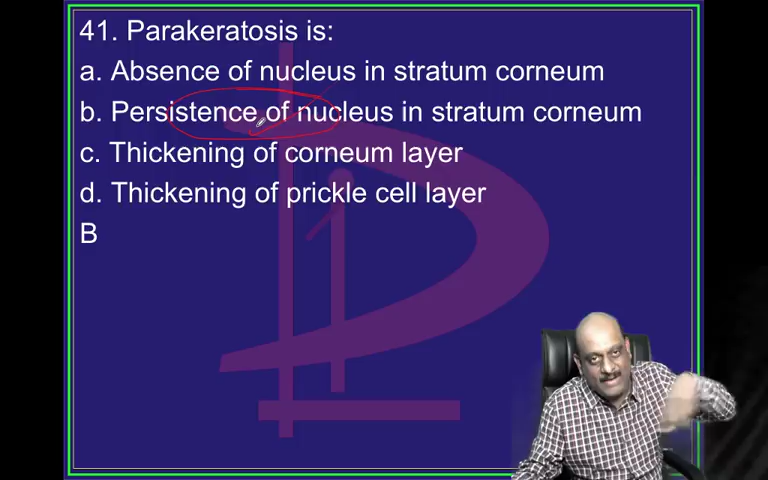 41. Parakeratosis is:
a. Absence of nucleus in stratum corneum
b. Persistence of nucleus in stratum corneum
c. Thickening of corneum layer
d. Thickening of prickle cell layer
B